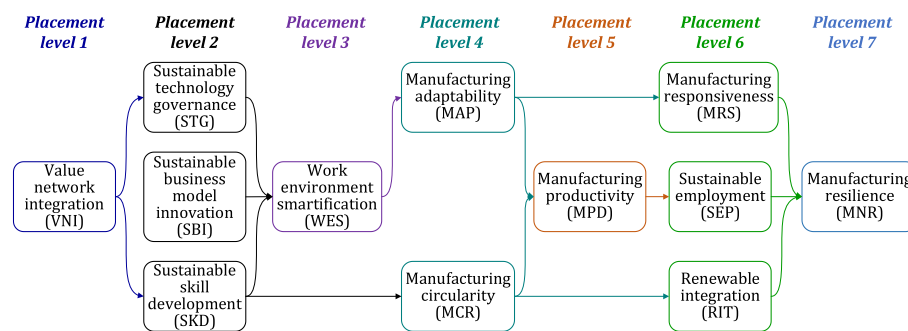 Placement
level 1
Placement
level 2
Placement
level 3
Placement
level 4
Placement
level 5
Placement
level 6
Placement
level 7
Value
network
integration
(VNI)
Sustainable
technology
governance
(STG)
Sustainable
business
model
innovation
(SBI)
Sustainable
skill
development
(SKD)
Work
environment
smartification
(WES)
Manufacturing
adaptability
(MAP)
Manufacturing
circularity
(MCR)
Manufacturing
productivity
(MPD)
Manufacturing
responsiveness
(MRS)
Sustainable
employment
(SEP)
Renewable
integration
(RIT)
Manufacturing
resilience
(MNR)